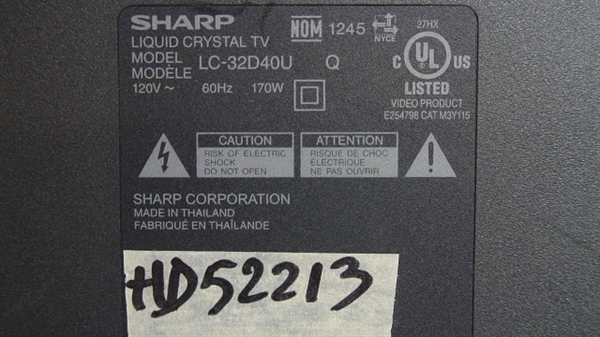 SHARP
LIQUID CRYSTAL TV
MODEL
MODÈLE
LC-32D40U Q
120V ~ 60Hz 170W
NOM 1245 NYCE
27HX
C UL US
LISTED
VIDEO PRODUCT
E254798 CAT.M3Y115
CAUTION
RISK OF ELECTRIC
SHOCK
DO NOT OPEN
ATTENTION
RISQUE DE CHOC
ÉLECTRIQUE
NE PAS OUVRIR
SHARP CORPORATION
MADE IN THAILAND
FABRIQUÉ EN THAÏLANDE
HD52213